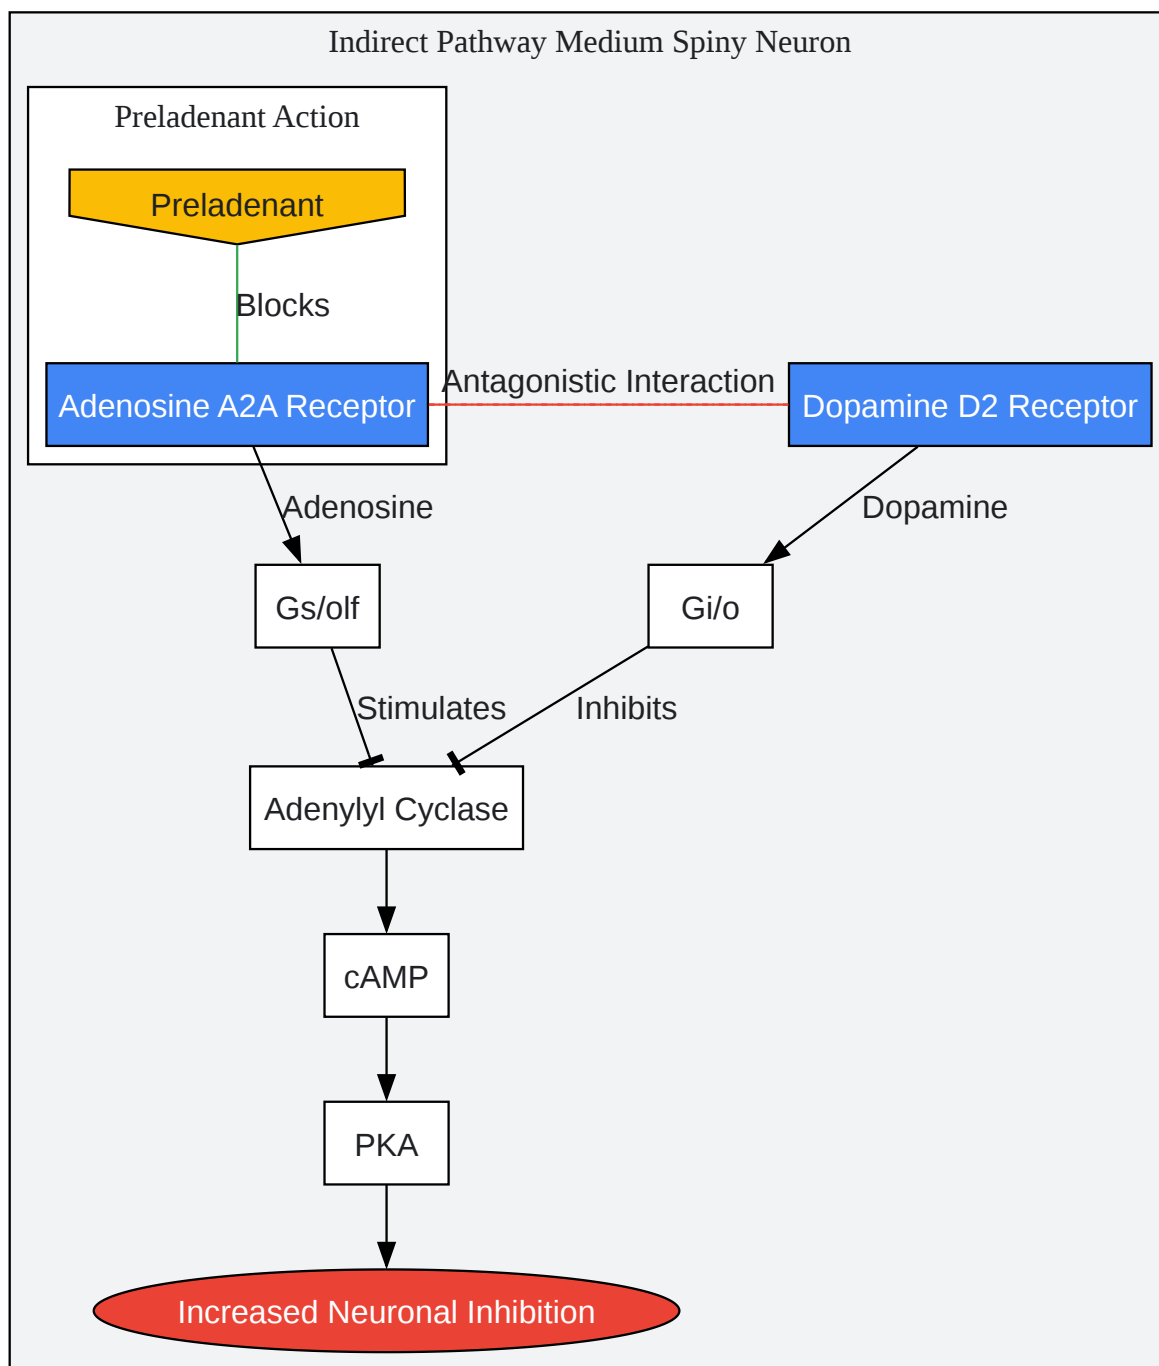 Indirect Pathway Medium Spiny Neuron
Preladenant Action
Preladenant
Blocks
Adenosine A2A Receptor
Antagonistic Interaction
Dopamine D2 Receptor
Adenosine
Dopamine
Gs/olf
Gi/o
Stimulates
Inhibits
Adenylyl Cyclase
cAMP
PKA
Increased Neuronal Inhibition